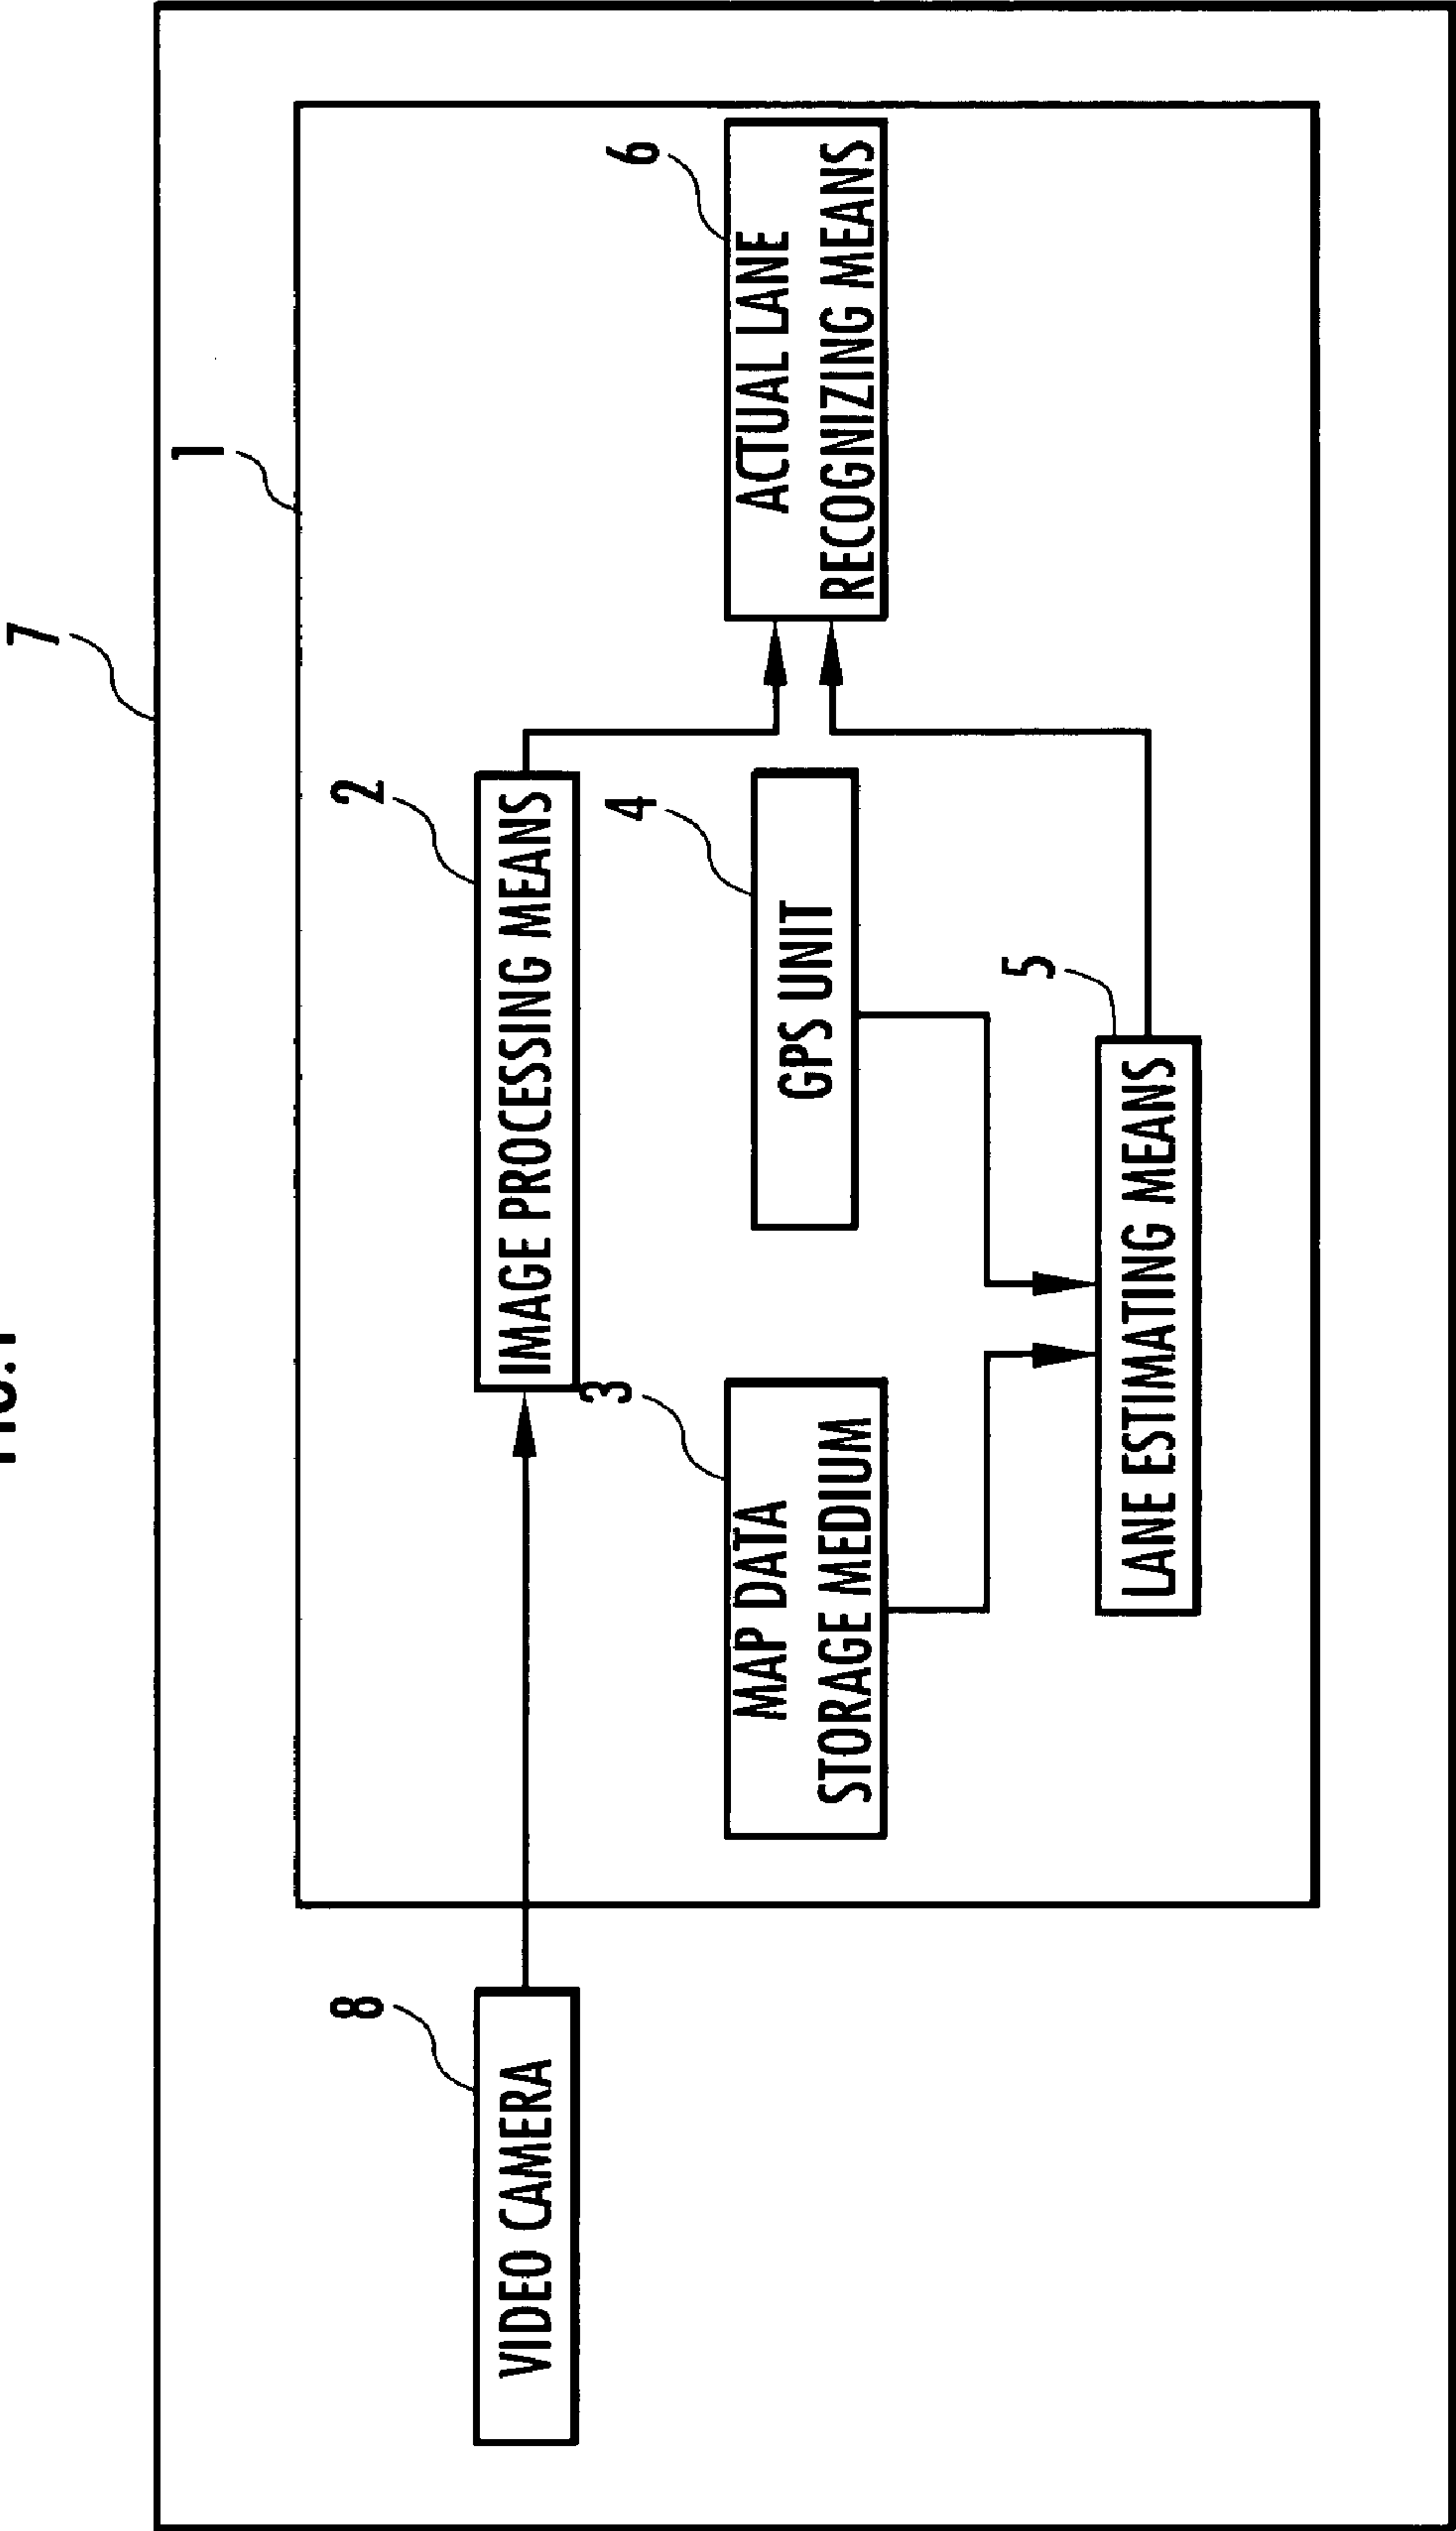 7
1
8
VIDEO CAMERA
2
IMAGE PROCESSING MEANS
3
MAP DATA
STORAGE MEDIUM
4
GPS UNIT
6
ACTUAL LANE
RECOGNIZING MEANS
5
LANE ESTIMATING MEANS